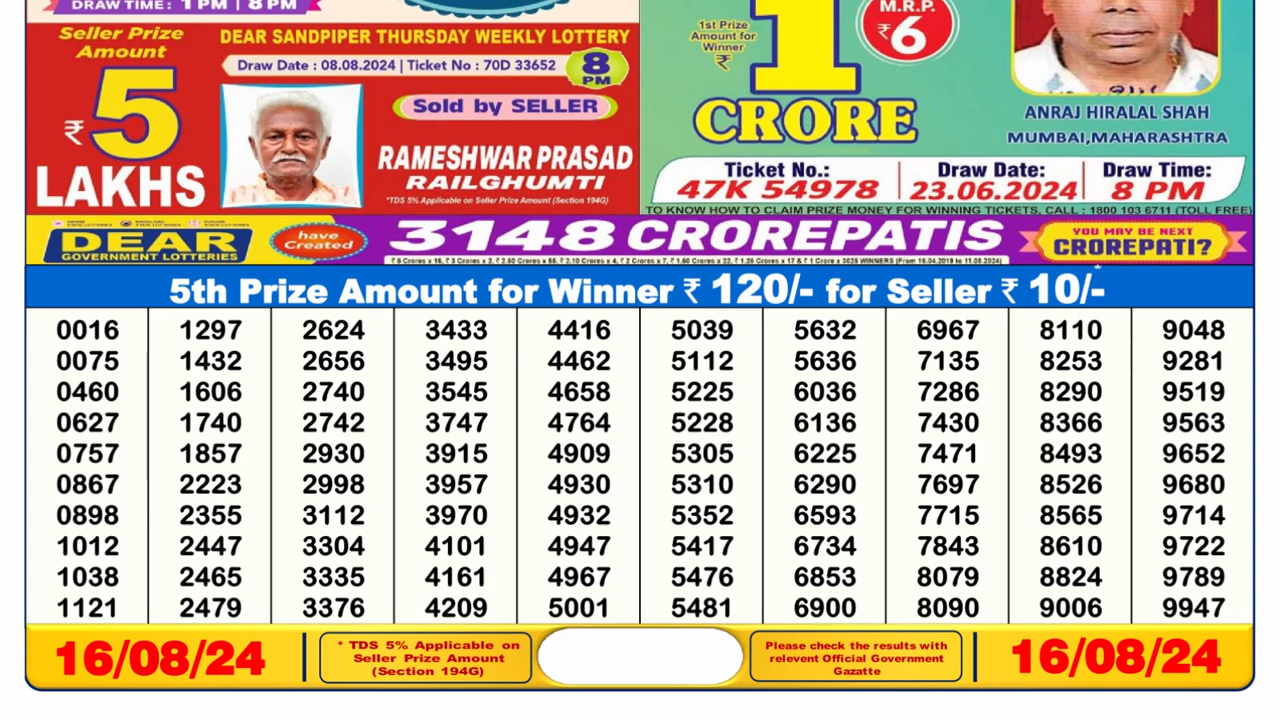 DRAW TIME: 1 PM | 8 PM
Seller Prize
Amount
₹5
LAKHS
DEAR SANDPIPER THURSDAY WEEKLY LOTTERY
Draw Date : 08.08.2024 | Ticket No : 70D 33652
8
PM
Sold by SELLER
RAMESHWAR PRASAD
RAILGHUMTI
*TDS 5% Applicable on Seller Prize Amount (Section 194G)
1st Prize
Amount for
Winner
₹
1
CRORE
M.R.P.
₹6
ANRAJ HIRALAL SHAH
MUMBAI,MAHARASHTRA
Ticket No.: Draw Date: Draw Time:
47K 54978 23.06.2024 8 PM
TO KNOW HOW TO CLAIM PRIZE MONEY FOR WINNING TICKETS, CALL : 1800 103 6711 (TOLL FREE)
DEAR
GOVERNMENT LOTTERIES
have
Created
3148 CROREPATIS
YOU MAY BE NEXT
CROREPATI?
5th Prize Amount for Winner ₹ 120/- for Seller ₹ 10/-*
0016 1297 2624 3433 4416 5039 5632 6967 8110 9048
0075 1432 2656 3495 4462 5112 5636 7135 8253 9281
0460 1606 2740 3545 4658 5225 6036 7286 8290 9519
0627 1740 2742 3747 4764 5228 6136 7430 8366 9563
0757 1857 2930 3915 4909 5305 6225 7471 8493 9652
0867 2223 2998 3957 4930 5310 6290 7697 8526 9680
0898 2355 3112 3970 4932 5352 6593 7715 8565 9714
1012 2447 3304 4101 4947 5417 6734 7843 8610 9722
1038 2465 3335 4161 4967 5476 6853 8079 8824 9789
1121 2479 3376 4209 5001 5481 6900 8090 9006 9947
16/08/24
* TDS 5% Applicable on
Seller Prize Amount
(Section 194G)
Please check the results with
relevent Official Government
Gazatte
16/08/24